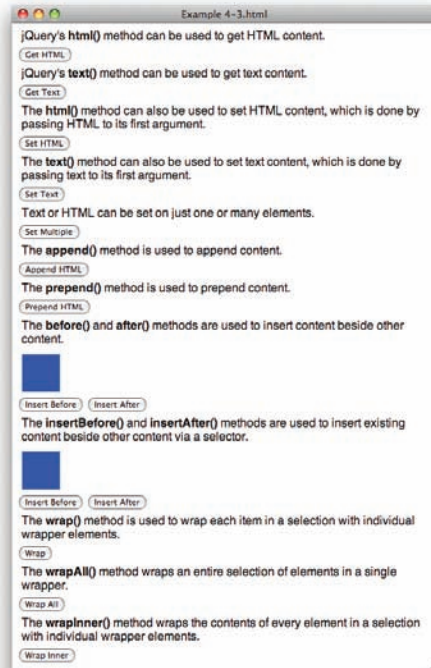 Example 4-3.html
jQuery's html() method can be used to get HTML content.
Get HTML
jQuery's text() method can be used to get text content.
Get Text
The html() method can also be used to set HTML content, which is done by
passing HTML to its first argument.
Set HTML
The text() method can also be used to set text content, which is done by
passing text to its first argument.
Set Text
Text or HTML can be set on just one or many elements.
Set Multiple
The append() method is used to append content.
Append HTML
The prepend() method is used to prepend content.
Prepend HTML
The before() and after() methods are used to insert content beside other
content.
Insert Before Insert After
The insertBefore() and insertAfter() methods are used to insert existing
content beside other content via a selector.
Insert Before Insert After
The wrap() method is used to wrap each item in a selection with individual
wrapper elements.
Wrap
The wrapAll() method wraps an entire selection of elements in a single
wrapper.
Wrap All
The wrapInner() method wraps the contents of every element in a selection
with individual wrapper elements.
Wrap Inner